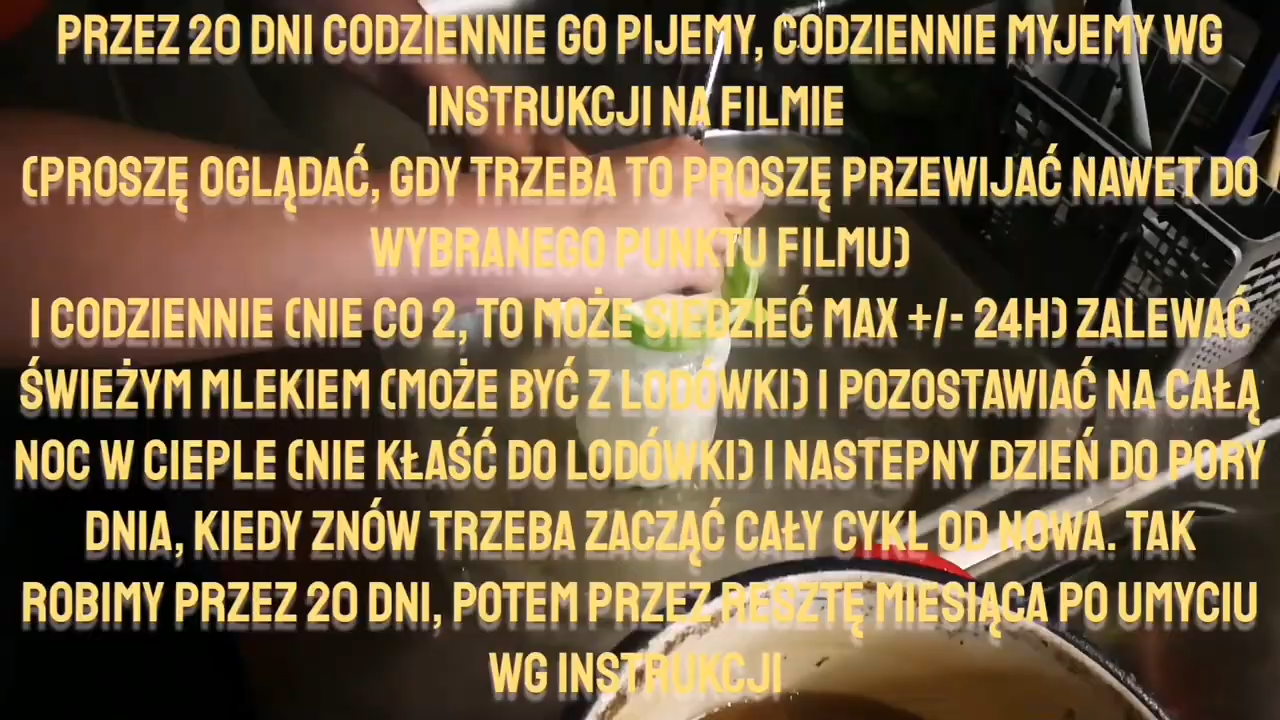 PRZEZ 20 DNI CODZIENNIE GO PIJEMY, CODZIENNIE MYJEMY WG
INSTRUKCJI NA FILMIE
(PROSZĘ OGLĄDAĆ, GDY TRZEBA TO PROSZĘ PRZEWIJAĆ NAWET DO
WYBRANEGO PUNKTU FILMU)
I CODZIENNIE (NIE CO 2, TO MOŻE SIEDZIEĆ MAX +/- 24H) ZALEWAĆ
ŚWIEŻYM MLEKIEM (MOŻE BYĆ Z LODÓWKI) I POZOSTAWIAĆ NA CAŁĄ
NOC W CIEPLE (NIE KŁAŚĆ DO LODÓWKI) I NASTEPNY DZIEŃ DO PORY
DNIA, KIEDY ZNÓW TRZEBA ZACZĄĆ CAŁY CYKL OD NOWA. TAK
ROBIMY PRZEZ 20 DNI, POTEM PRZEZ RESZTĘ MIESIĄCA PO UMYCIU
WG INSTRUKCJI